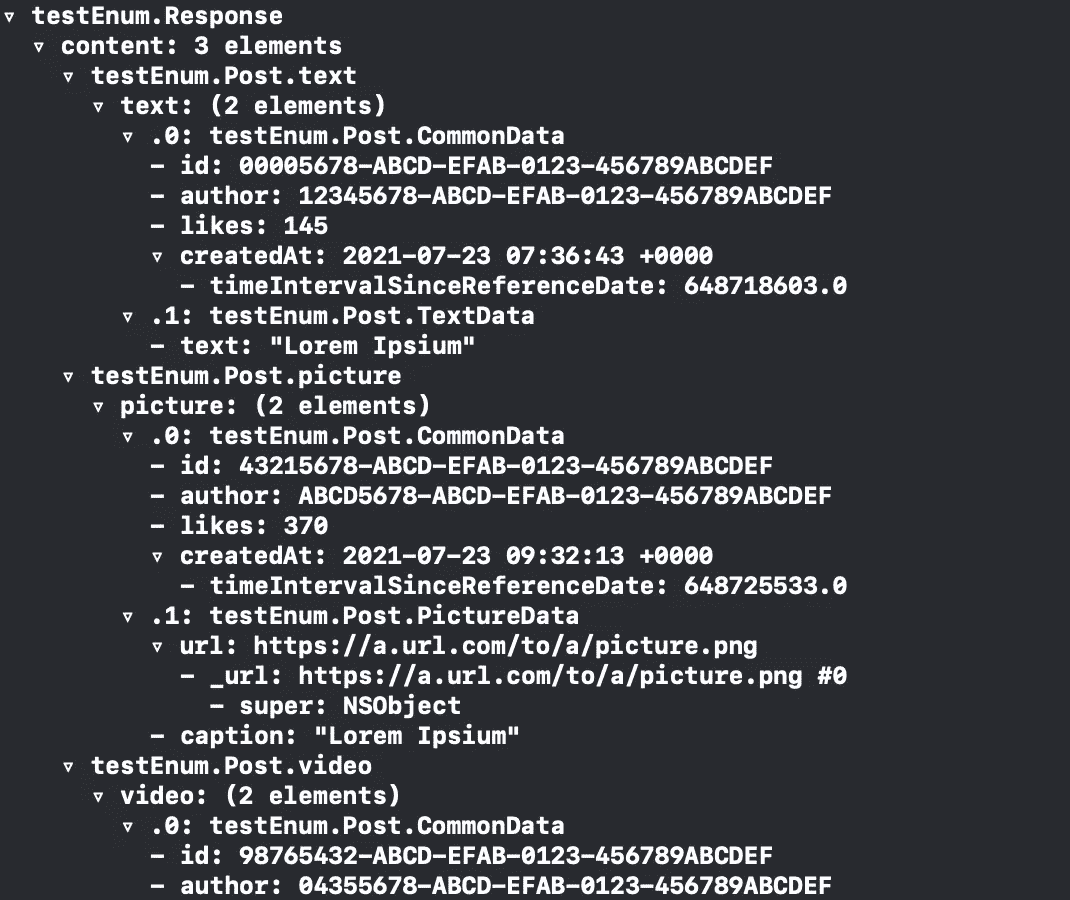 ▿ testEnum.Response
▿ content: 3 elements
▿ testEnum.Post.text
▿ text: (2 elements)
▿ .0: testEnum.Post.CommonData
- id: 00005678-ABCD-EFAB-0123-456789ABCDEF
- author: 12345678-ABCD-EFAB-0123-456789ABCDEF
- likes: 145
▿ createdAt: 2021-07-23 07:36:43 +0000
- timeIntervalSinceReferenceDate: 648718603.0
▿ .1: testEnum.Post.TextData
- text: "Lorem Ipsium"
▿ testEnum.Post.picture
▿ picture: (2 elements)
▿ .0: testEnum.Post.CommonData
- id: 43215678-ABCD-EFAB-0123-456789ABCDEF
- author: ABCD5678-ABCD-EFAB-0123-456789ABCDEF
- likes: 370
▿ createdAt: 2021-07-23 09:32:13 +0000
- timeIntervalSinceReferenceDate: 648725533.0
▿ .1: testEnum.Post.PictureData
▿ url: https://a.url.com/to/a/picture.png
- _url: https://a.url.com/to/a/picture.png #0
- super: NSObject
- caption: "Lorem Ipsium"
▿ testEnum.Post.video
▿ video: (2 elements)
▿ .0: testEnum.Post.CommonData
- id: 98765432-ABCD-EFAB-0123-456789ABCDEF
- author: 04355678-ABCD-EFAB-0123-456789ABCDEF